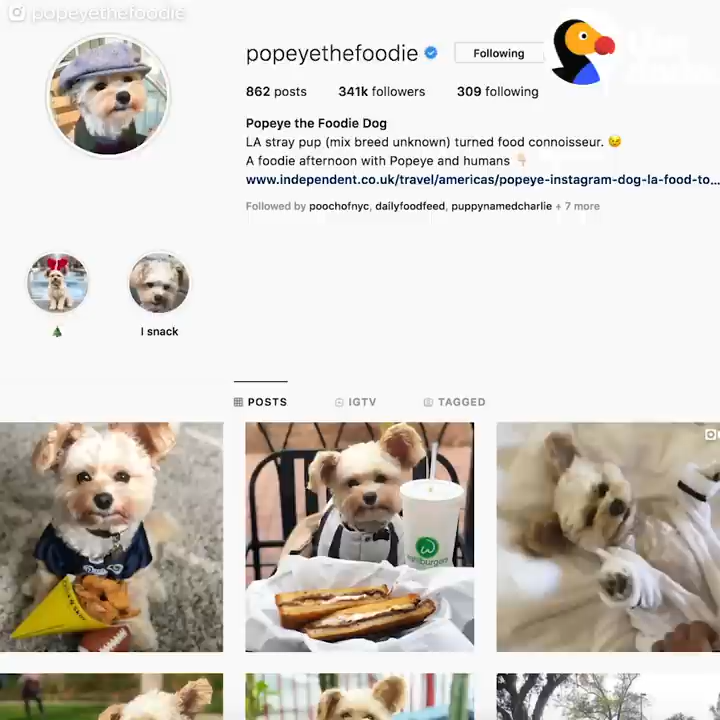 popeyethefoodie
popeyethefoodie Following
862 posts 341k followers 309 following
Popeye the Foodie Dog
LA stray pup (mix breed unknown) turned food connoisseur. 😉
A foodie afternoon with Popeye and humans 👇🏻
www.independent.co.uk/travel/americas/popeye-instagram-dog-la-food-to...
Followed by poochofnyc, dailyfoodfeed, puppynamedcharlie + 7 more
🎄 I snack
POSTS IGTV TAGGED